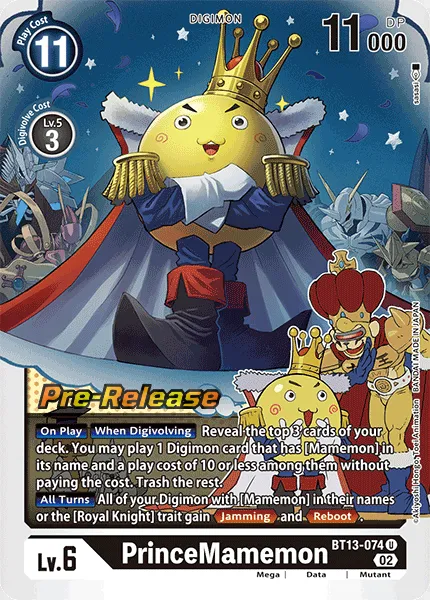 DIGIMON
Play Cost
11
11000
DP
Digivolve Cost
Lv.5
3
Pre-Release
On Play When Digivolving Reveal the top 3 cards of your
deck. You may play 1 Digimon card that has [Mamemon] in
its name and a play cost of 10 or less among them without
paying the cost. Trash the rest.
All Turns All of your Digimon with [Mamemon] in their names
or the [Royal Knight] trait gain Jamming and Reboot.
©Akiyoshi Hongo, Toei Animation BANDAI MADE IN JAPAN
Lv.6 PrinceMamemon BT13-074 U
02
Mega | Data | Mutant